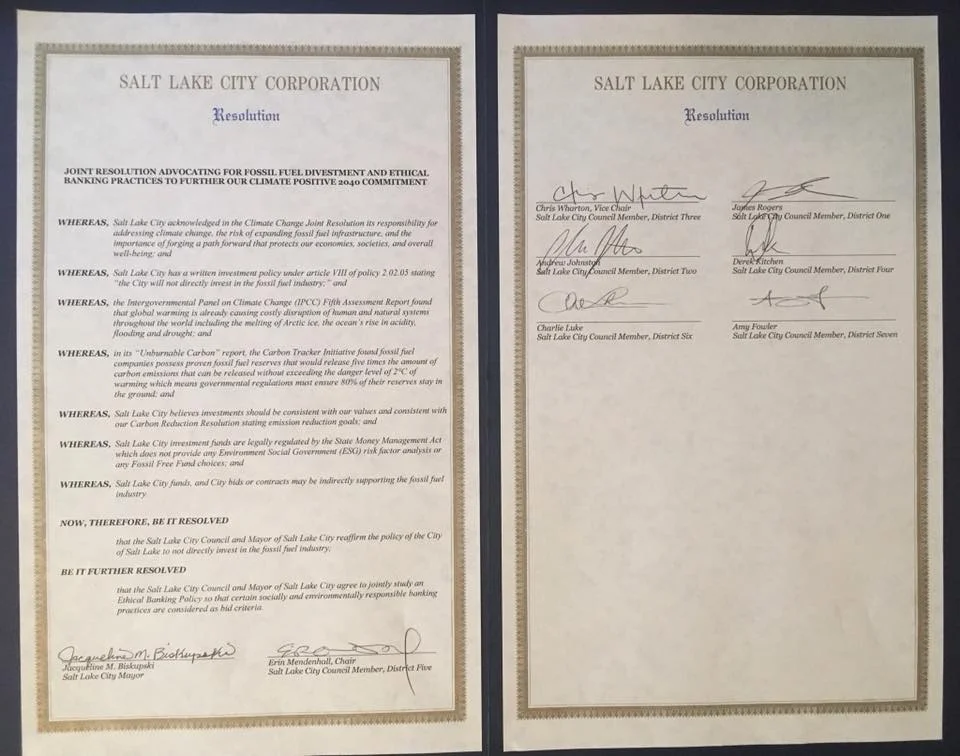 SALT LAKE CITY CORPORATION
Resolution
JOINT RESOLUTION ADVOCATING FOR FOSSIL FUEL DIVESTMENT AND ETHICAL
BANKING PRACTICES TO FURTHER OUR CLIMATE POSITIVE 2040 COMMITMENT
WHEREAS, Salt Lake City acknowledged in the Climate Change Joint Resolution its responsibility for
addressing climate change, the risk of expanding fossil fuel infrastructure, and the
importance of forging a path forward that protects our economies, societies, and overall
well-being; and
WHEREAS, Salt Lake City has a written investment policy under article VIII of policy 2.02.05 stating
"the City will not directly invest in the fossil fuel industry;" and
WHEREAS, the Intergovernmental Panel on Climate Change (IPCC) Fifth Assessment Report found
that global warming is already causing costly disruption of human and natural systems
throughout the world including the melting of Arctic ice, the ocean's rise in acidity,
flooding and drought; and
WHEREAS, in its "Unburnable Carbon" report, the Carbon Tracker Initiative found fossil fuel
companies possess proven fossil fuel reserves that would release five times the amount of
carbon emissions that can be released without exceeding the danger level of 2°C of
warming which means governmental regulations must ensure 80% of their reserves stay in
the ground; and
WHEREAS, Salt Lake City believes investments should be consistent with our values and consistent with
our Carbon Reduction Resolution stating emission reduction goals; and
WHEREAS, Salt Lake City investment funds are legally regulated by the State Money Management Act
which does not provide any Environment Social Government (ESG) risk factor analysis or
any Fossil Free Fund choices; and
WHEREAS, Salt Lake City funds, and City bids or contracts may be indirectly supporting the fossil fuel
industry.
NOW, THEREFORE, BE IT RESOLVED
that the Salt Lake City Council and Mayor of Salt Lake City reaffirm the policy of the City
of Salt Lake to not directly invest in the fossil fuel industry;
BE IT FURTHER RESOLVED
that the Salt Lake City Council and Mayor of Salt Lake City agree to jointly study an
Ethical Banking Policy so that certain socially and environmentally responsible banking
practices are considered as bid criteria.
Jacqueline M. Biskupski
Jacqueline M. Biskupski
Salt Lake City Mayor
Erin Mendenhall, Chair
Salt Lake City Council Member, District Five
SALT LAKE CITY CORPORATION
Resolution
Chris Wharton, Vice Chair
Salt Lake City Council Member, District Three
James Rogers
Salt Lake City Council Member, District One
Andrew Johnston
Salt Lake City Council Member, District Two
Derek Kitchen
Salt Lake City Council Member, District Four
Charlie Luke
Salt Lake City Council Member, District Six
Amy Fowler
Salt Lake City Council Member, District Seven